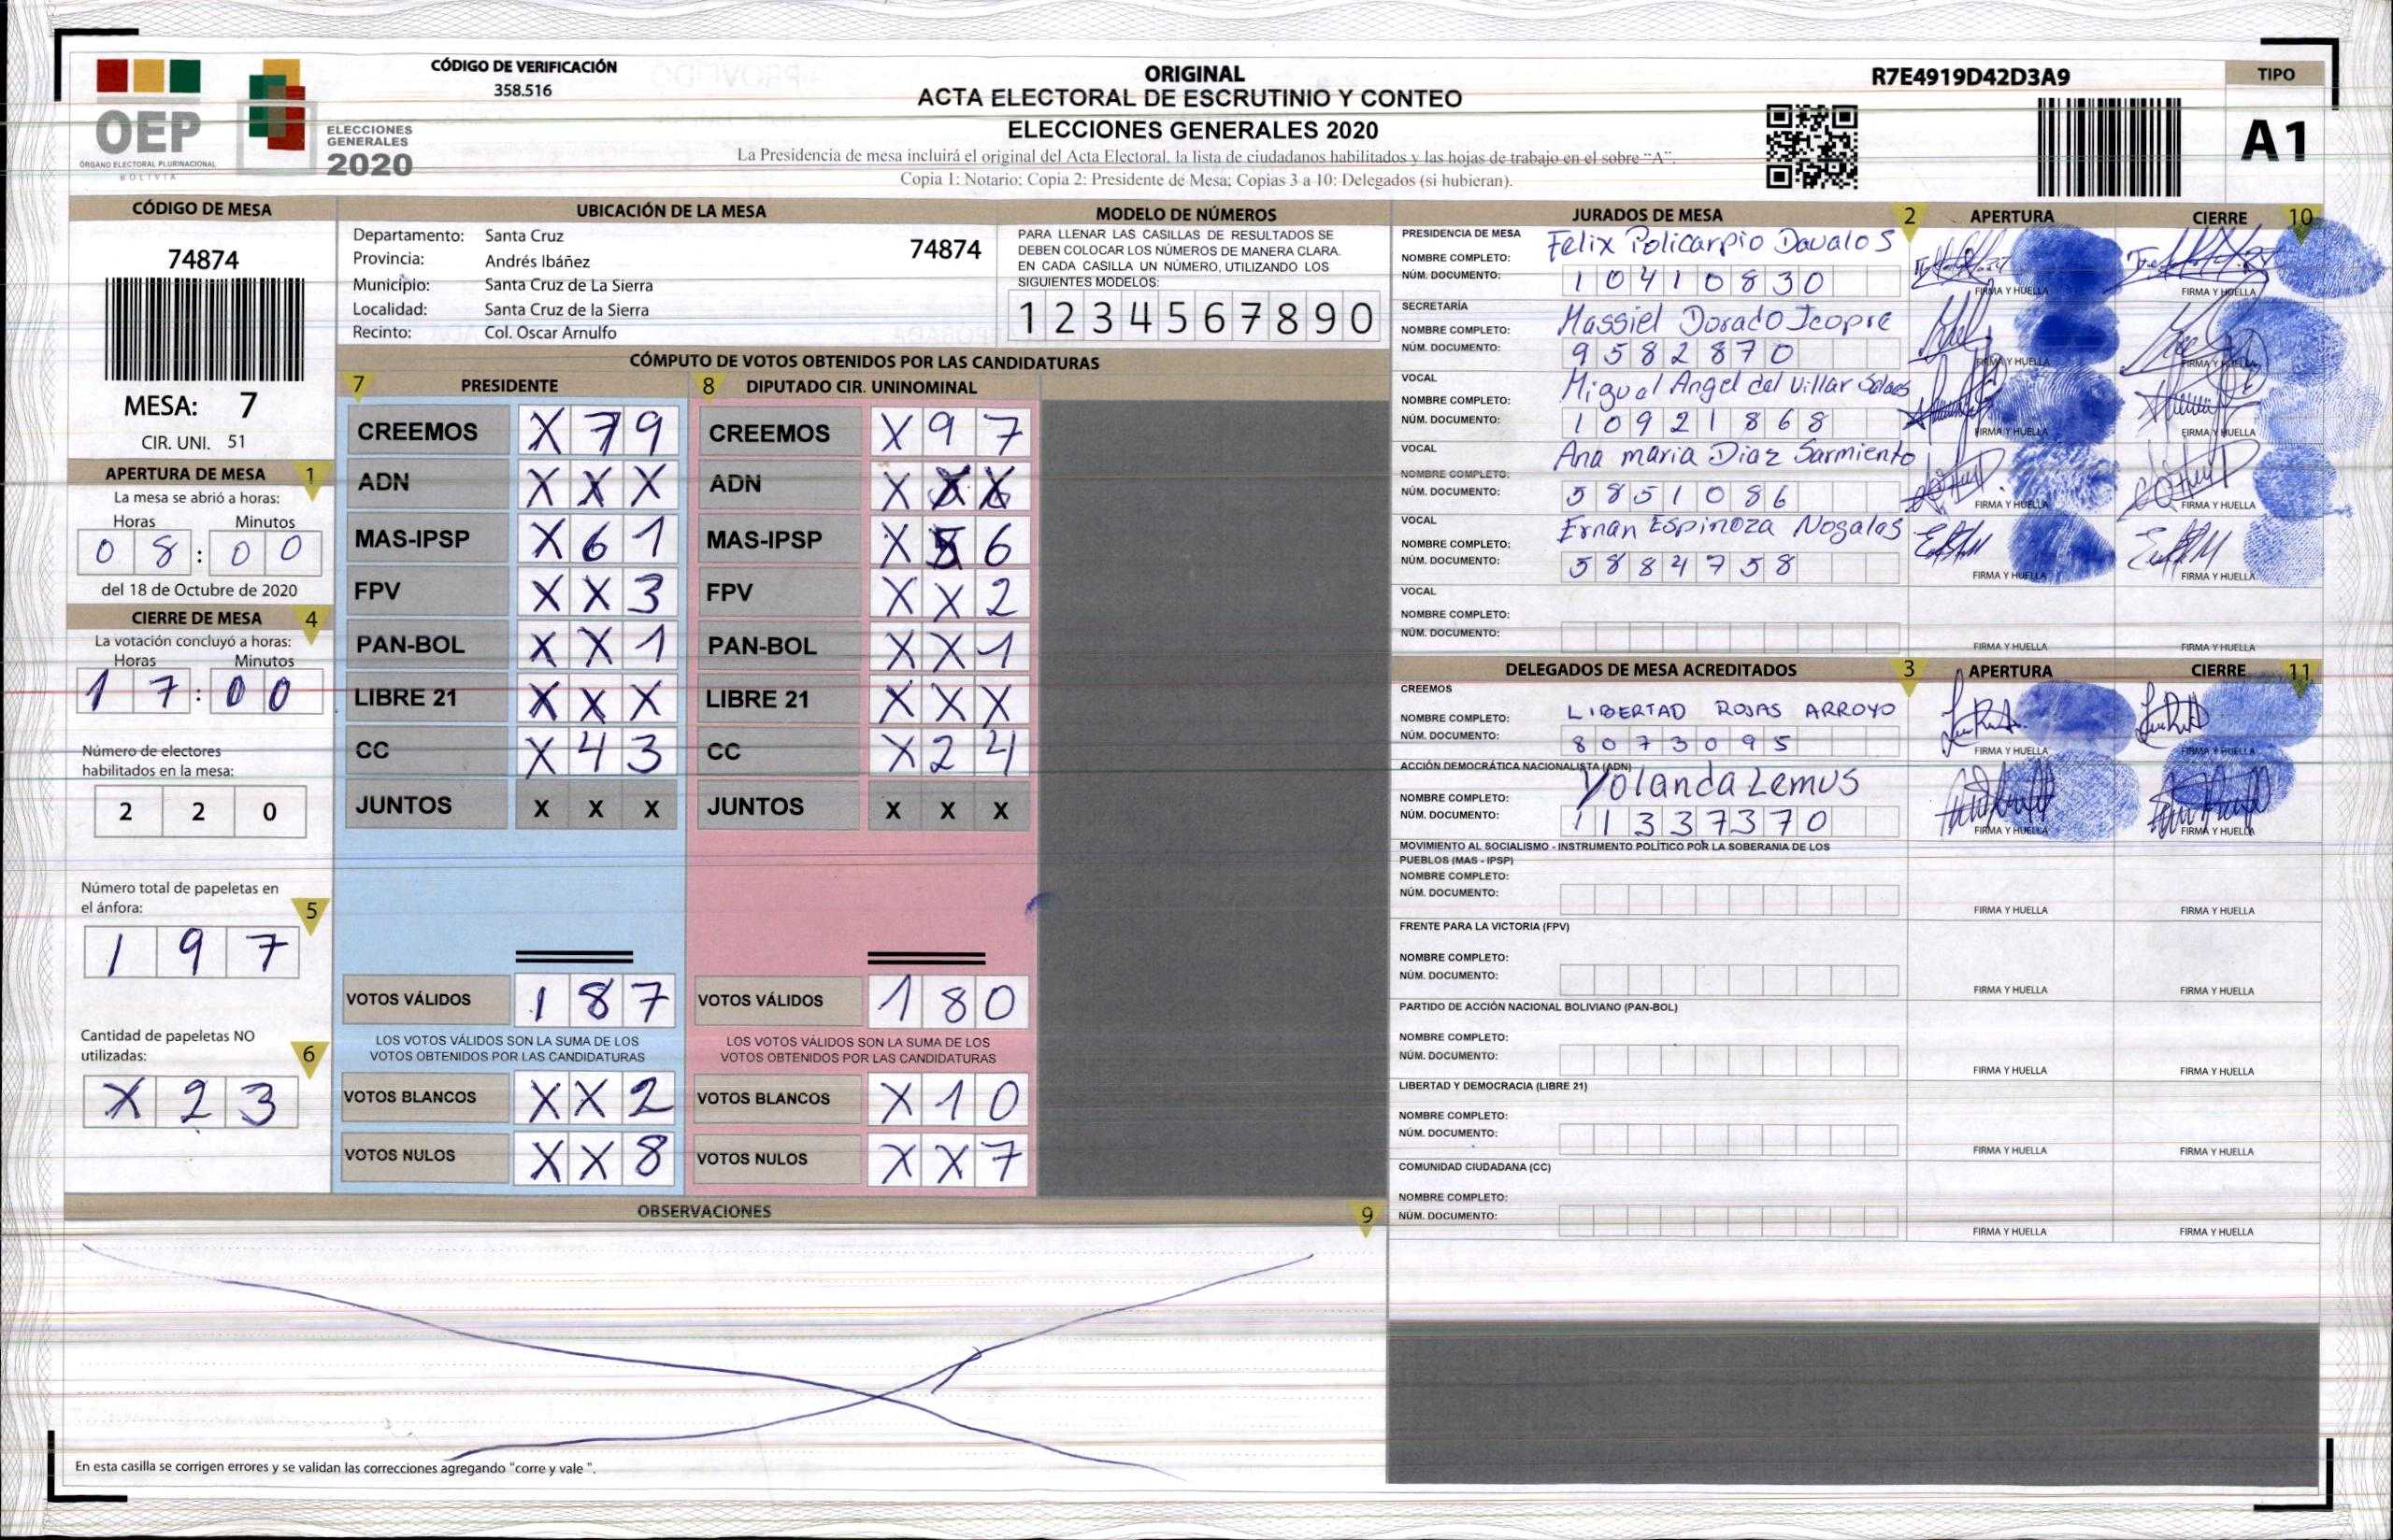 OEP
ÓRGANO ELECTORAL PLURINACIONAL
BOLIVIA
ELECCIONES
GENERALES
2020
CÓDIGO DE VERIFICACIÓN
358.516
ORIGINAL
ACTA ELECTORAL DE ESCRUTINIO Y CONTEO
ELECCIONES GENERALES 2020
La Presidencia de mesa incluirá el original del Acta Electoral, la lista de ciudadanos habilitados y las hojas de trabajo en el sobre "A".
Copia 1: Notario; Copia 2: Presidente de Mesa; Copias 3 a 10: Delegados (si hubieran).
R7E4919D42D3A9
TIPO
A1
CÓDIGO DE MESA
74874
MESA: 7
CIR. UNI. 51
APERTURA DE MESA 1
La mesa se abrió a horas:
Horas Minutos
0 8 : 0 0
del 18 de Octubre de 2020
CIERRE DE MESA 4
La votación concluyó a horas:
Horas Minutos
1 7 : 0 0
Número de electores
habilitados en la mesa:
2 2 0
Número total de papeletas en
el ánfora: 5
1 9 7
Cantidad de papeletas NO
utilizadas: 6
X 2 3
UBICACIÓN DE LA MESA
Departamento: Santa Cruz 74874
Provincia: Andrés Ibáñez
Municipio: Santa Cruz de La Sierra
Localidad: Santa Cruz de la Sierra
Recinto: Col. Oscar Arnulfo
MODELO DE NÚMEROS
PARA LLENAR LAS CASILLAS DE RESULTADOS SE
DEBEN COLOCAR LOS NÚMEROS DE MANERA CLARA.
EN CADA CASILLA UN NÚMERO, UTILIZANDO LOS
SIGUIENTES MODELOS:
1 2 3 4 5 6 7 8 9 0
CÓMPUTO DE VOTOS OBTENIDOS POR LAS CANDIDATURAS
7 PRESIDENTE 8 DIPUTADO CIR. UNINOMINAL
CREEMOS X 7 9 CREEMOS X 9 7
ADN X X X ADN X X X
MAS-IPSP X 6 1 MAS-IPSP X 5 6
FPV X X 3 FPV X X 2
PAN-BOL X X 1 PAN-BOL X X 1
LIBRE 21 X X X LIBRE 21 X X X
CC X 4 3 CC X 2 4
JUNTOS X X X JUNTOS X X X
VOTOS VÁLIDOS 1 8 7 VOTOS VÁLIDOS 1 8 0
LOS VOTOS VÁLIDOS SON LA SUMA DE LOS LOS VOTOS VÁLIDOS SON LA SUMA DE LOS
VOTOS OBTENIDOS POR LAS CANDIDATURAS VOTOS OBTENIDOS POR LAS CANDIDATURAS
VOTOS BLANCOS X X 2 VOTOS BLANCOS X 1 0
VOTOS NULOS X X 8 VOTOS NULOS X X 7
OBSERVACIONES 9
En esta casilla se corrigen errores y se validan las correcciones agregando "corre y vale ".
JURADOS DE MESA 2 APERTURA CIERRE 10
PRESIDENCIA DE MESA
NOMBRE COMPLETO: Felix Policarpio Davalos
NÚM. DOCUMENTO: 1 0 4 1 0 8 3 0
FIRMA Y HUELLA FIRMA Y HUELLA
SECRETARÍA
NOMBRE COMPLETO: Massiel Dorado Icopre
NÚM. DOCUMENTO: 9 5 8 2 8 7 0
FIRMA Y HUELLA FIRMA Y HUELLA
VOCAL
NOMBRE COMPLETO: Miguel Angel del Villar
NÚM. DOCUMENTO: 1 0 9 2 1 8 6 8
FIRMA Y HUELLA FIRMA Y HUELLA
VOCAL
NOMBRE COMPLETO: Ana maria Diaz Sarmiento
NÚM. DOCUMENTO: 5 8 5 1 0 8 6
FIRMA Y HUELLA FIRMA Y HUELLA
VOCAL
NOMBRE COMPLETO: Ernan Espinoza Nogalas
NÚM. DOCUMENTO: 5 8 8 4 7 5 8
FIRMA Y HUELLA FIRMA Y HUELLA
VOCAL
NOMBRE COMPLETO:
NÚM. DOCUMENTO:
FIRMA Y HUELLA FIRMA Y HUELLA
DELEGADOS DE MESA ACREDITADOS 3 APERTURA CIERRE 11
CREEMOS
NOMBRE COMPLETO: LIBERTAD ROJAS ARROYO
NÚM. DOCUMENTO: 8 0 7 3 0 9 5
FIRMA Y HUELLA FIRMA Y HUELLA
ACCIÓN DEMOCRÁTICA NACIONALISTA (ADN)
NOMBRE COMPLETO: Yolanda Lemus
NÚM. DOCUMENTO: 1 1 3 3 7 3 7 0
FIRMA Y HUELLA FIRMA Y HUELLA
MOVIMIENTO AL SOCIALISMO - INSTRUMENTO POLÍTICO POR LA SOBERANIA DE LOS
PUEBLOS (MAS - IPSP)
NOMBRE COMPLETO:
NÚM. DOCUMENTO:
FIRMA Y HUELLA FIRMA Y HUELLA
FRENTE PARA LA VICTORIA (FPV)
NOMBRE COMPLETO:
NÚM. DOCUMENTO:
FIRMA Y HUELLA FIRMA Y HUELLA
PARTIDO DE ACCIÓN NACIONAL BOLIVIANO (PAN-BOL)
NOMBRE COMPLETO:
NÚM. DOCUMENTO:
FIRMA Y HUELLA FIRMA Y HUELLA
LIBERTAD Y DEMOCRACIA (LIBRE 21)
NOMBRE COMPLETO:
NÚM. DOCUMENTO:
FIRMA Y HUELLA FIRMA Y HUELLA
COMUNIDAD CIUDADANA (CC)
NOMBRE COMPLETO:
NÚM. DOCUMENTO:
FIRMA Y HUELLA FIRMA Y HUELLA